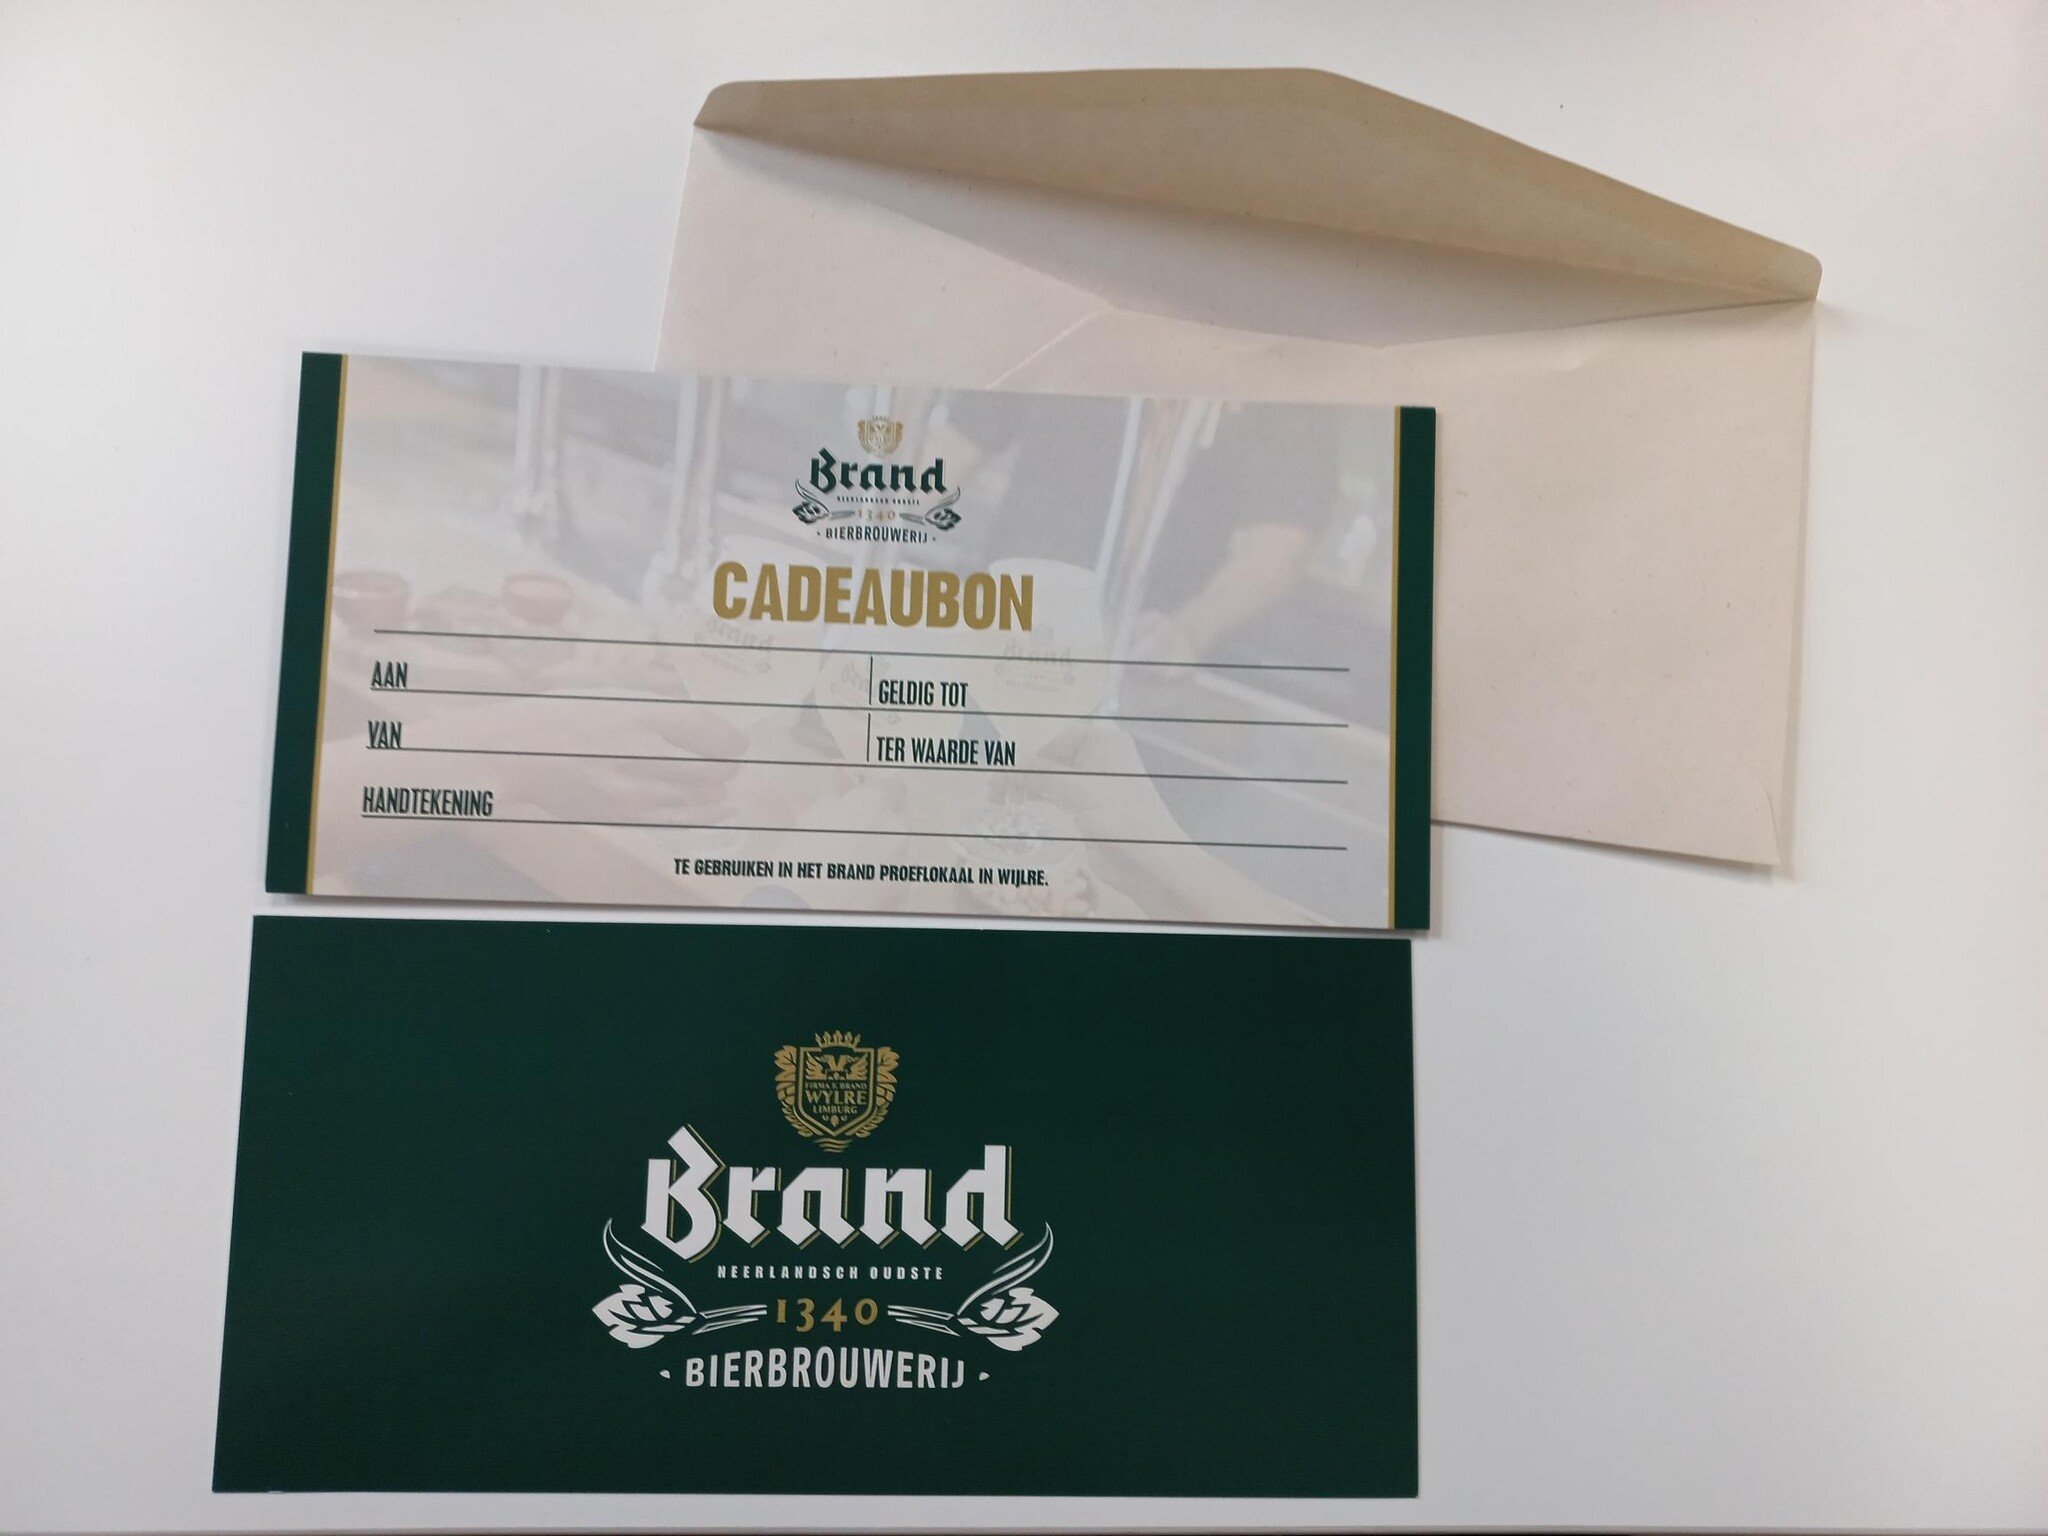 Brand
NEERLANDSCH OUDSTE
1340
• BIERBROUWERIJ •
CADEAUBON
AAN
GELDIG TOT
VAN
TER WAARDE VAN
HANDTEKENING
TE GEBRUIKEN IN HET BRAND PROEFLOKAAL IN WIJLRE.
FIRMA F. BRAND
WYLRE
LIMBURG
Brand
NEERLANDSCH OUDSTE
1340
• BIERBROUWERIJ •